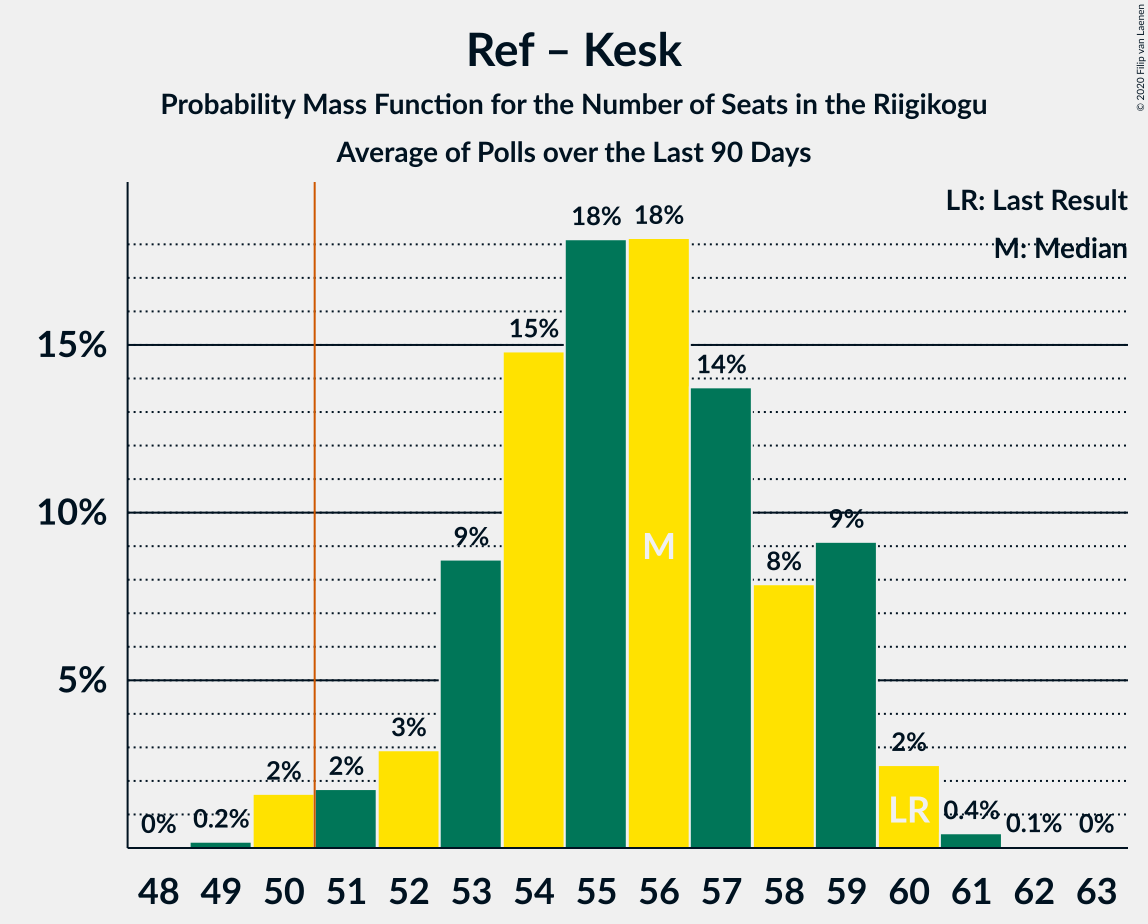 Ref – Kesk
Probability Mass Function for the Number of Seats in the Riigikogu
Average of Polls over the Last 90 Days
© 2020 Filip van Laenen
LR: Last Result
M: Median
15%
10%
5%
0%
0.2%
2%
2%
3%
9%
15%
18%
18%
14%
8%
9%
2%
0.4%
0.1%
0%
M
LR
48 49 50 51 52 53 54 55 56 57 58 59 60 61 62 63